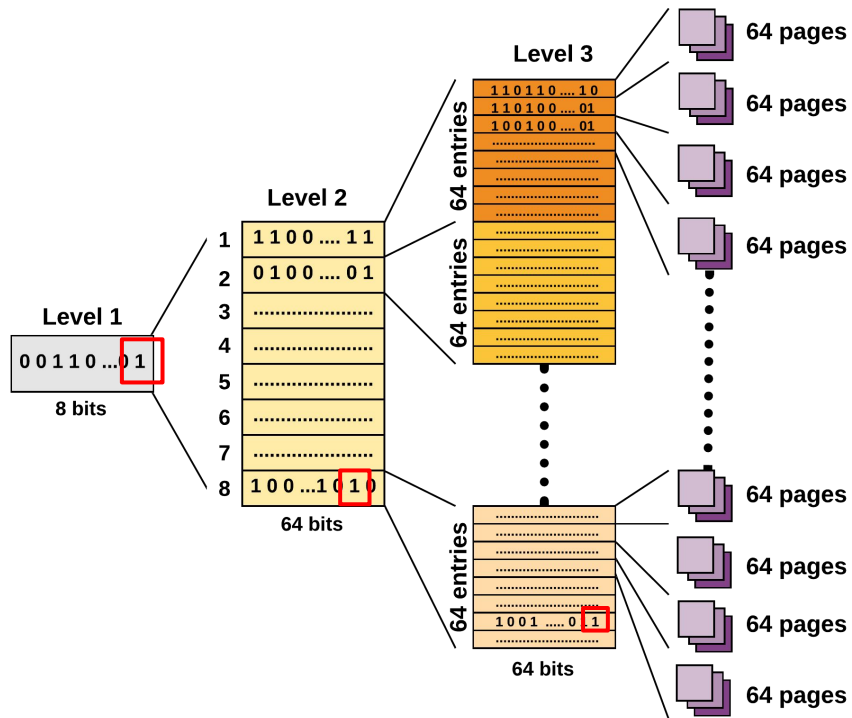 Level 1
0 0 1 1 0 ...0 1
8 bits
Level 2
1
1 1 0 0 .... 1 1
2
0 1 0 0 .... 0 1
3
......................
4
......................
5
......................
6
......................
7
......................
8
1 0 0 ...1 0 1 0
64 bits
Level 3
64 entries
1 1 0 1 1 0 .... 1 0
1 1 0 1 0 0 .... 01
1 0 0 1 0 0 .... 01
..........................
..........................
..........................
..........................
..........................
64 entries
..........................
..........................
..........................
..........................
..........................
..........................
..........................
..........................
64 entries
..........................
..........................
..........................
..........................
..........................
..........................
1 0 0 1 ..... 0 1 1
..........................
64 bits
64 pages
64 pages
64 pages
64 pages
64 pages
64 pages
64 pages
64 pages